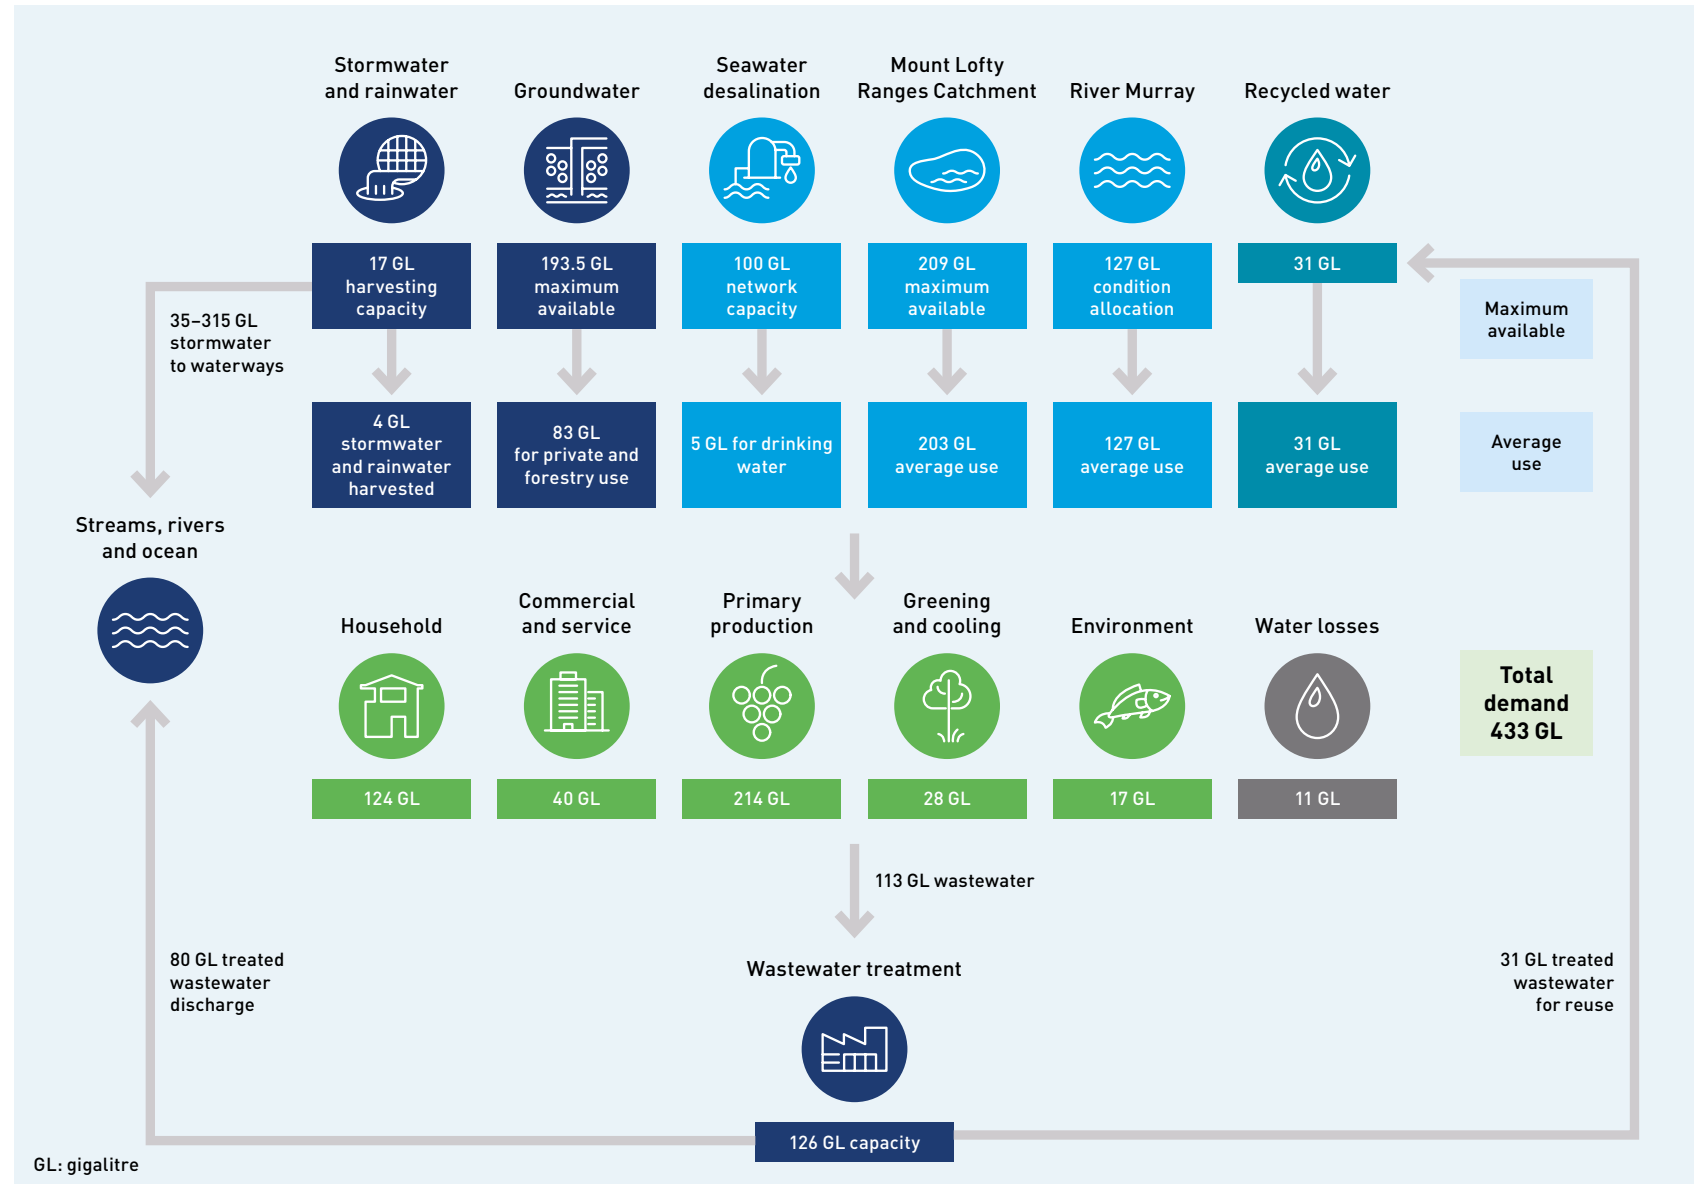 Stormwater
and rainwater
Groundwater
Seawater
desalination
Mount Lofty
Ranges Catchment
River Murray
Recycled water
17 GL
harvesting
capacity
193.5 GL
maximum
available
100 GL
network
capacity
209 GL
maximum
available
127 GL
condition
allocation
31 GL
Maximum
available
35–315 GL
stormwater
to waterways
4 GL
stormwater
and rainwater
harvested
83 GL
for private and
forestry use
5 GL for drinking
water
203 GL
average use
127 GL
average use
31 GL
average use
Average
use
Streams, rivers
and ocean
Household
Commercial
and service
Primary
production
Greening
and cooling
Environment
Water losses
Total
demand
433 GL
124 GL
40 GL
214 GL
28 GL
17 GL
11 GL
113 GL wastewater
80 GL treated
wastewater
discharge
Wastewater treatment
31 GL treated
wastewater
for reuse
126 GL capacity
GL: gigalitre